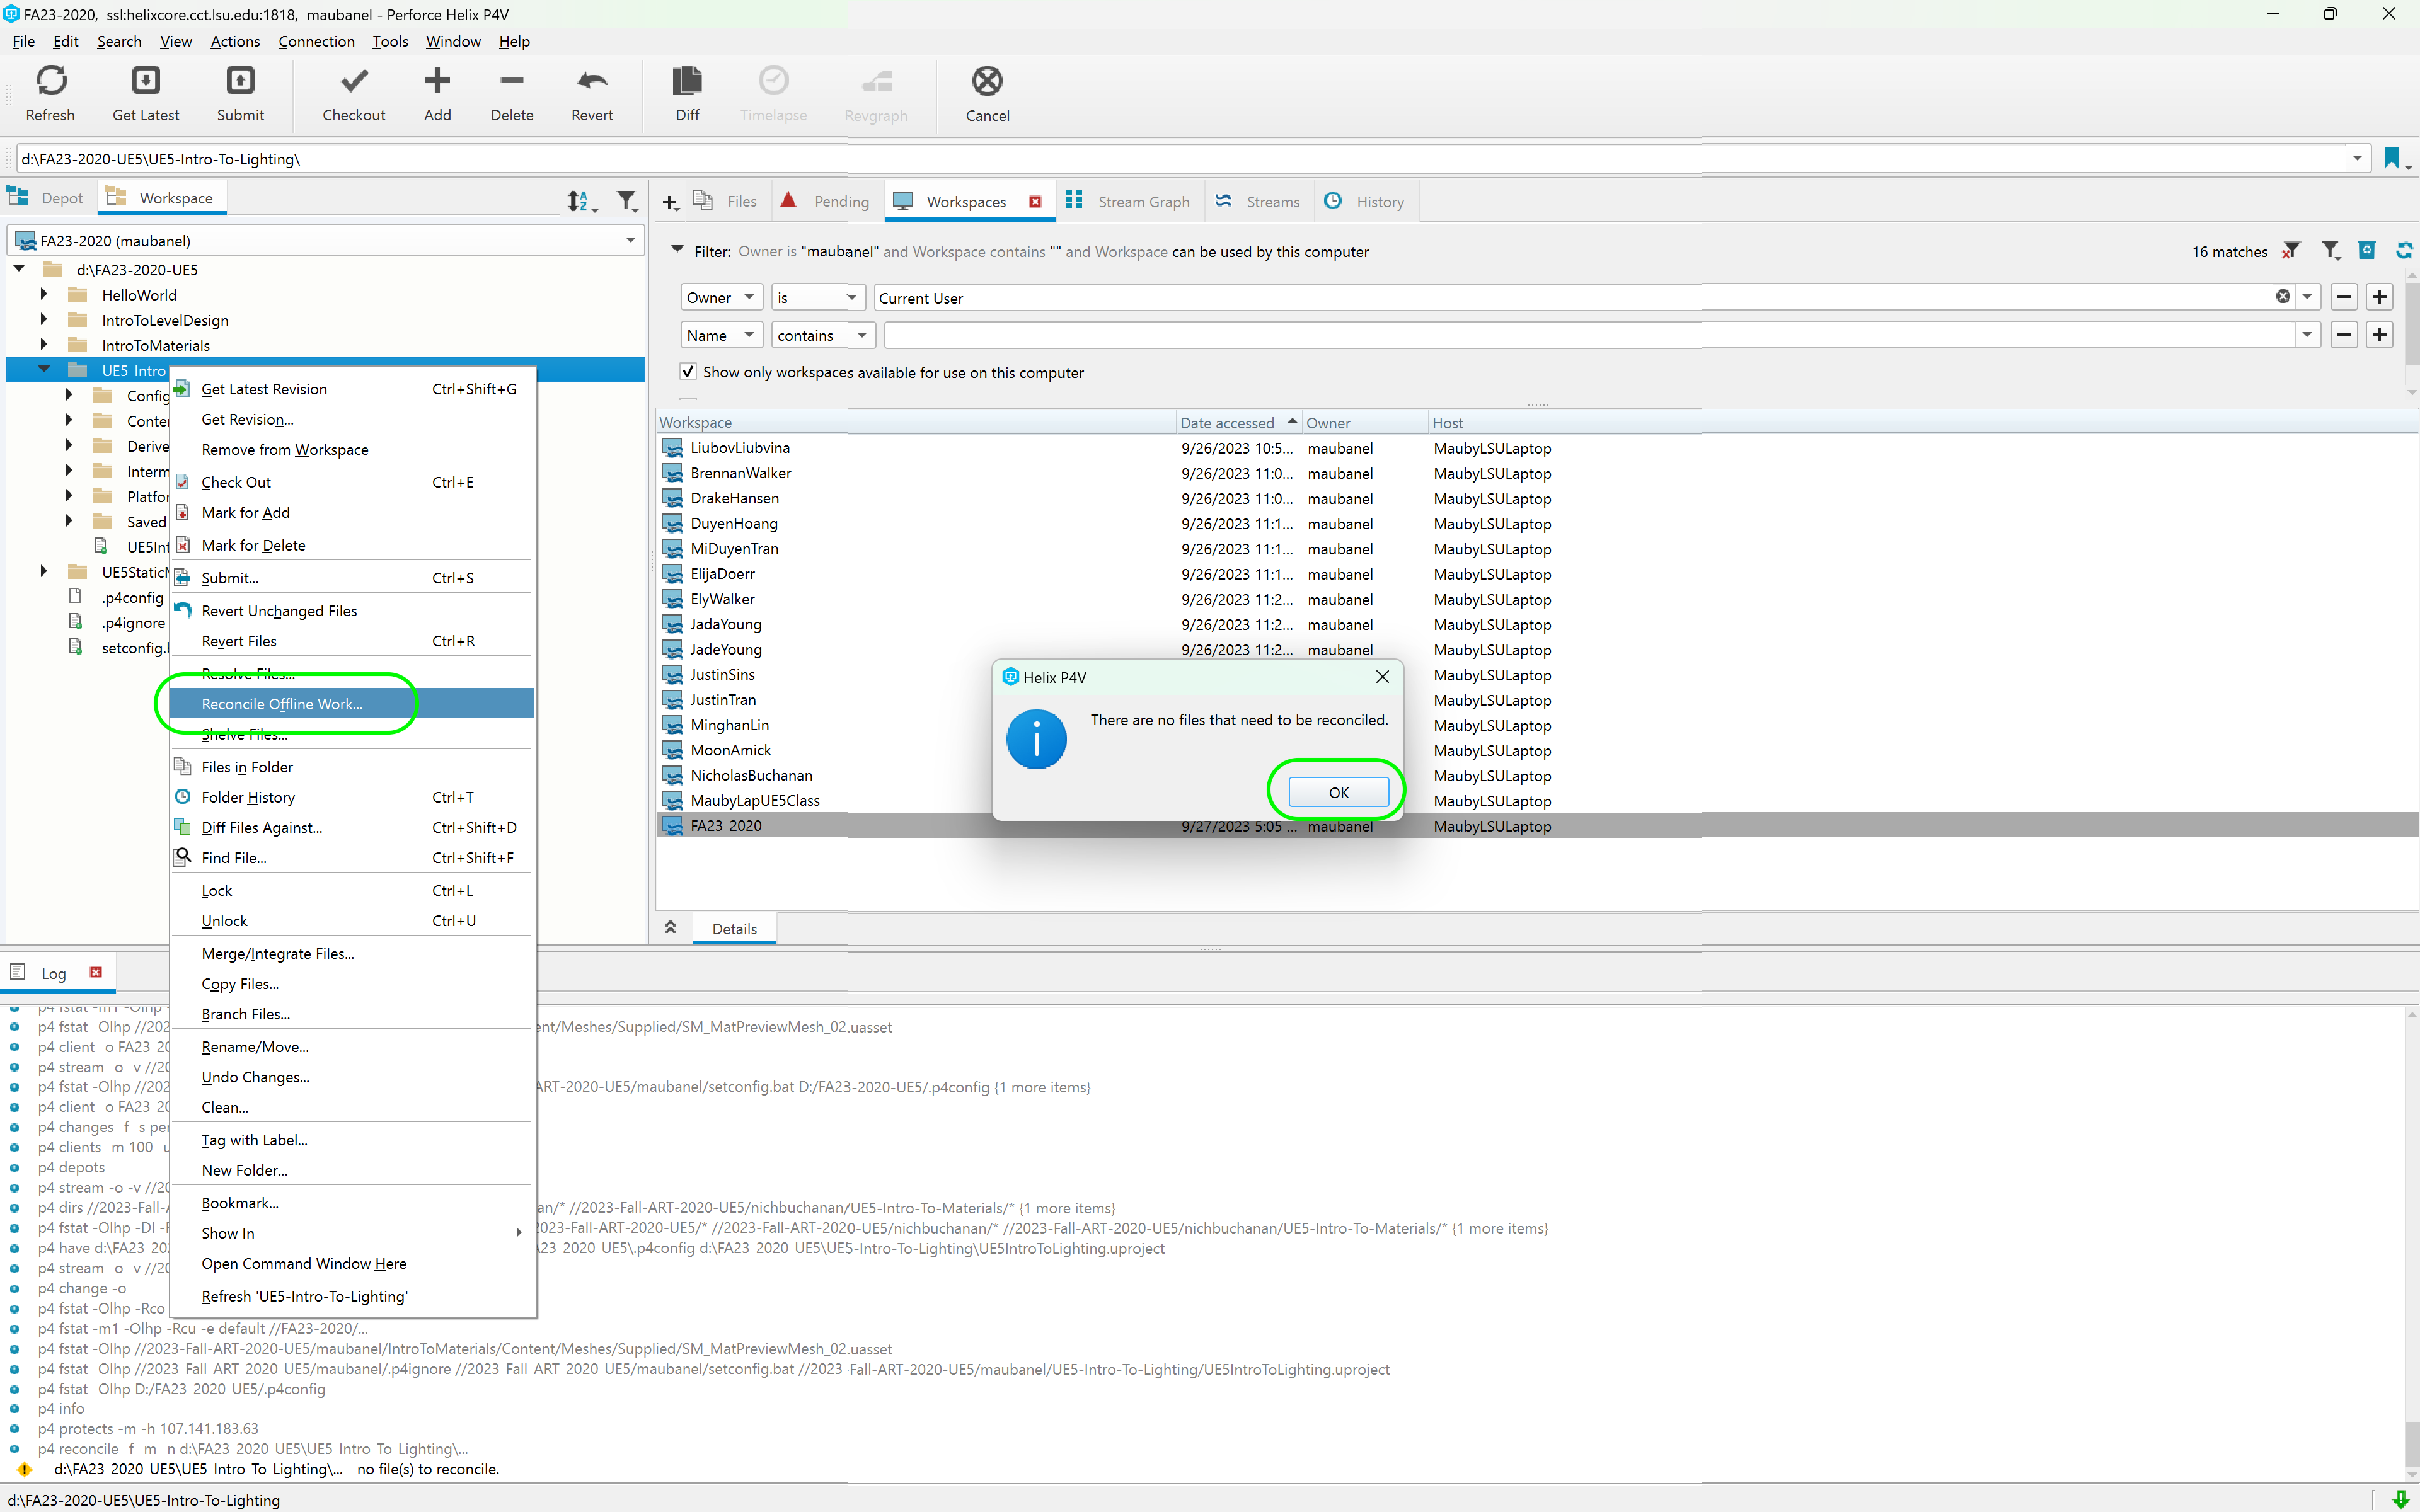 FA23-2020, ssl:helixcore.cct.lsu.edu:1818, maubanel - Perforce Helix P4V
File Edit Search View Actions Connection Tools Window Help
Refresh Get Latest Submit Checkout Add Delete Revert Diff Timelapse Revgraph Cancel
d:\FA23-2020-UE5\UE5-Intro-To-Lighting\
Depot Workspace
FA23-2020 (maubanel)
d:\FA23-2020-UE5
HelloWorld
IntroToLevelDesign
IntroToMaterials
UE5-Intro-
Config
Conte
Derive
Interm
Platfo
Saved
UE5Int
UE5Static
.p4config
.p4ignore
setconfig.
Get Latest Revision Ctrl+Shift+G
Get Revision...
Remove from Workspace
Check Out Ctrl+E
Mark for Add
Mark for Delete
Submit... Ctrl+S
Revert Unchanged Files
Revert Files Ctrl+R
Resolve Files...
Reconcile Offline Work...
Shelve Files...
Files in Folder
Folder History Ctrl+T
Diff Files Against... Ctrl+Shift+D
Find File... Ctrl+Shift+F
Lock Ctrl+L
Unlock Ctrl+U
Merge/Integrate Files...
Copy Files...
Branch Files...
Rename/Move...
Undo Changes...
Clean...
Tag with Label...
New Folder...
Bookmark...
Show In
Open Command Window Here
Refresh 'UE5-Intro-To-Lighting'
Files Pending Workspaces Stream Graph Streams History
Filter: Owner is "maubanel" and Workspace contains "" and Workspace can be used by this computer 16 matches
Owner is Current User
Name contains
Show only workspaces available for use on this computer
Workspace Date accessed Owner Host
LiubovLiubvina 9/26/2023 10:5... maubanel MaubyLSULaptop
BrennanWalker 9/26/2023 11:0... maubanel MaubyLSULaptop
DrakeHansen 9/26/2023 11:0... maubanel MaubyLSULaptop
DuyenHoang 9/26/2023 11:1... maubanel MaubyLSULaptop
MiDuyenTran 9/26/2023 11:1... maubanel MaubyLSULaptop
ElijaDoerr 9/26/2023 11:1... maubanel MaubyLSULaptop
ElyWalker 9/26/2023 11:2... maubanel MaubyLSULaptop
JadaYoung 9/26/2023 11:2... maubanel MaubyLSULaptop
JadeYoung 9/26/2023 11:2... maubanel MaubyLSULaptop
JustinSins MaubyLSULaptop
JustinTran MaubyLSULaptop
MinghanLin MaubyLSULaptop
MoonAmick MaubyLSULaptop
NicholasBuchanan MaubyLSULaptop
MaubyLapUE5Class MaubyLSULaptop
FA23-2020 9/27/2023 5:05 ... maubanel MaubyLSULaptop
Helix P4V
There are no files that need to be reconciled.
OK
Details
Log
p4 fstat -m1 -Olhp
p4 fstat -Olhp //202 ent/Meshes/Supplied/SM_MatPreviewMesh_02.uasset
p4 client -o FA23-20
p4 stream -o -v //20
p4 fstat -Olhp //202 ART-2020-UE5/maubanel/setconfig.bat D:/FA23-2020-UE5/.p4config {1 more items}
p4 client -o FA23-20
p4 changes -f -s pe
p4 clients -m 100 -u
p4 depots
p4 stream -o -v //20
p4 dirs //2023-Fall- an/* //2023-Fall-ART-2020-UE5/nichbuchanan/UE5-Intro-To-Materials/* {1 more items}
p4 fstat -Olhp -Dl -F 2023-Fall-ART-2020-UE5/* //2023-Fall-ART-2020-UE5/nichbuchanan/* //2023-Fall-ART-2020-UE5/nichbuchanan/UE5-Intro-To-Materials/* {1 more items}
p4 have d:\FA23-20 A23-2020-UE5\.p4config d:\FA23-2020-UE5\UE5-Intro-To-Lighting\UE5IntroToLighting.uproject
p4 stream -o -v //20
p4 change -o
p4 fstat -Olhp -Rco
p4 fstat -m1 -Olhp -Rcu -e default //FA23-2020/...
p4 fstat -Olhp //2023-Fall-ART-2020-UE5/maubanel/IntroToMaterials/Content/Meshes/Supplied/SM_MatPreviewMesh_02.uasset
p4 fstat -Olhp //2023-Fall-ART-2020-UE5/maubanel/.p4ignore //2023-Fall-ART-2020-UE5/maubanel/setconfig.bat //2023-Fall-ART-2020-UE5/maubanel/UE5-Intro-To-Lighting/UE5IntroToLighting.uproject
p4 fstat -Olhp D:/FA23-2020-UE5/.p4config
p4 info
p4 protects -m -h 107.141.183.63
p4 reconcile -f -m -n d:\FA23-2020-UE5\UE5-Intro-To-Lighting\...
d:\FA23-2020-UE5\UE5-Intro-To-Lighting\... - no file(s) to reconcile.
d:\FA23-2020-UE5\UE5-Intro-To-Lighting